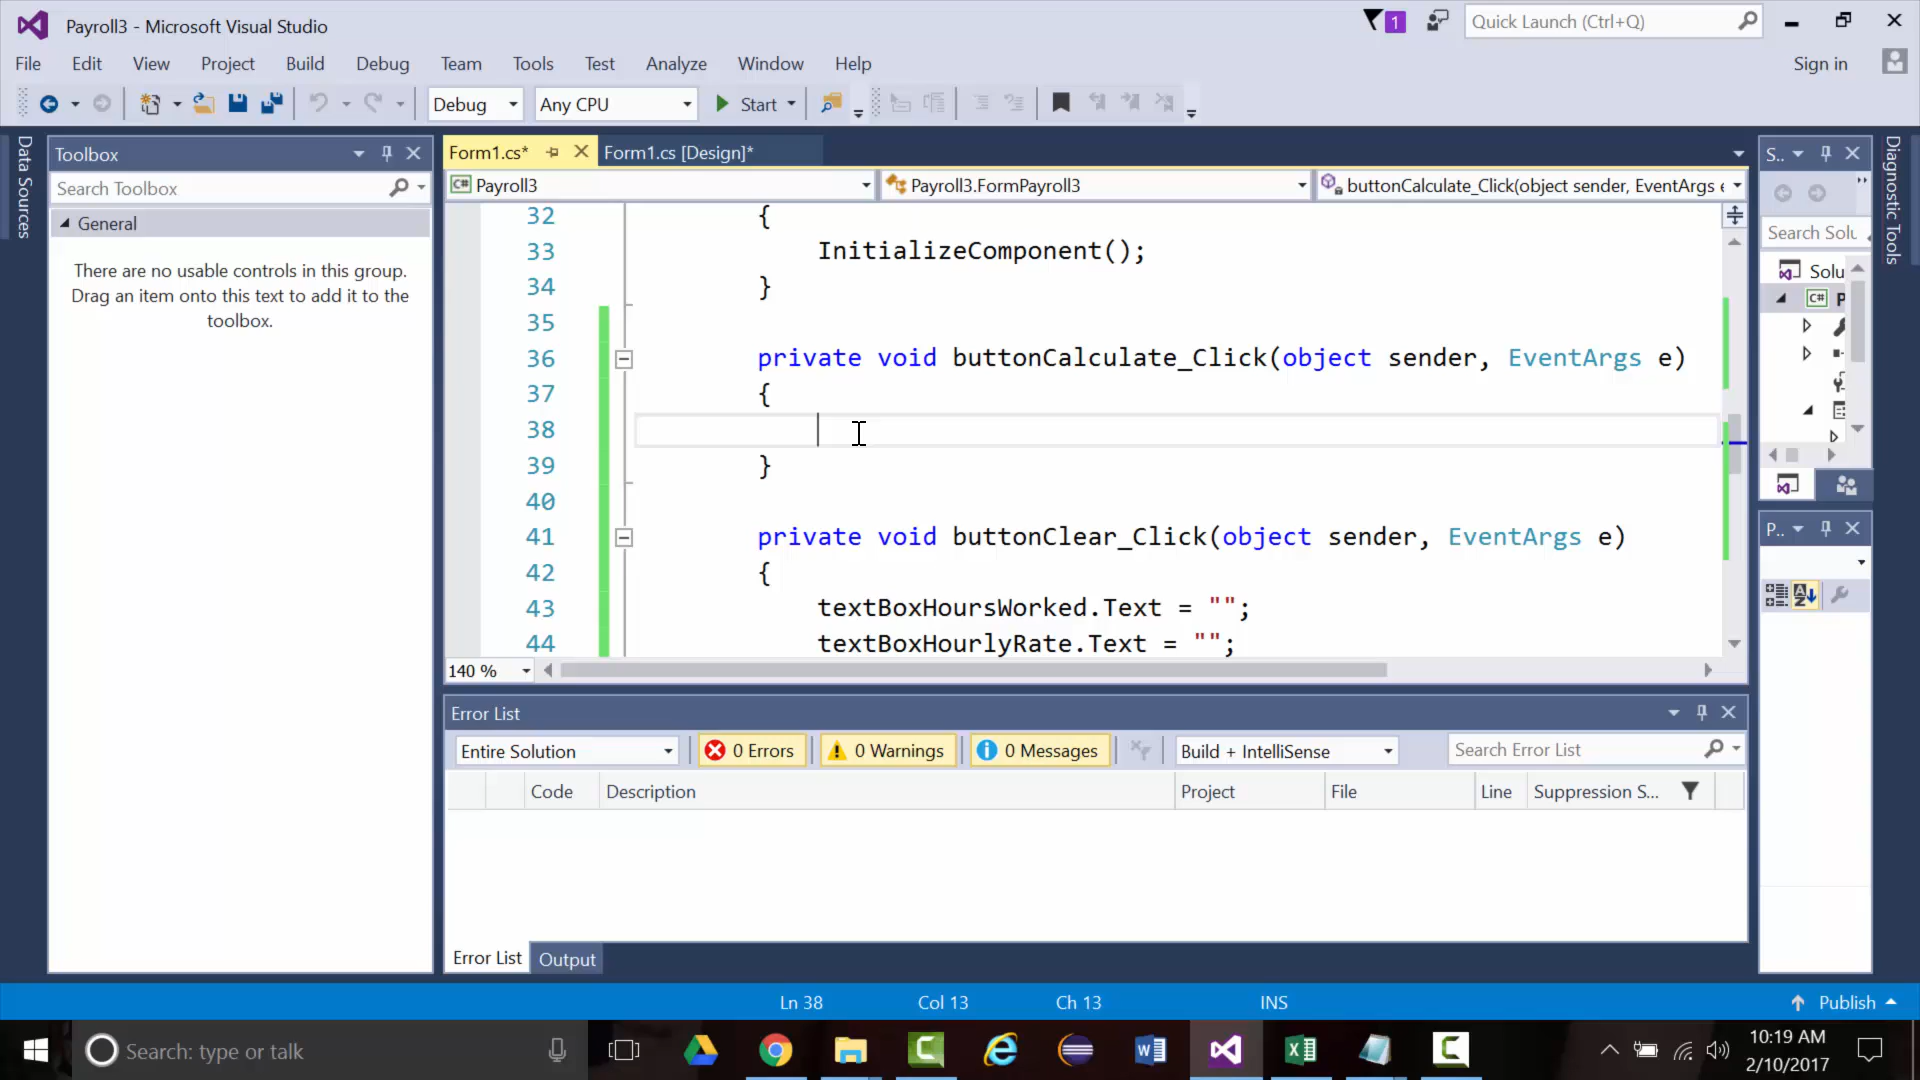 Payroll3 - Microsoft Visual Studio
1
Quick Launch (Ctrl+Q)
File Edit View Project Build Debug Team Tools Test Analyze Window Help
Sign in
Debug Any CPU Start
Data Sources
Toolbox
Search Toolbox
General
There are no usable controls in this group.
Drag an item onto this text to add it to the
toolbox.
Form1.cs* Form1.cs [Design]*
C# Payroll3 Payroll3.FormPayroll3 buttonCalculate_Click(object sender, EventArgs e
32 {
33 InitializeComponent();
34 }
35
36 private void buttonCalculate_Click(object sender, EventArgs e)
37 {
38
39 }
40
41 private void buttonClear_Click(object sender, EventArgs e)
42 {
43 textBoxHoursWorked.Text = "";
44 textBoxHourlyRate.Text = "";
140 %
S..
Search Solu
Solu
C# P
P..
Diagnostic Tools
Error List
Entire Solution 0 Errors 0 Warnings 0 Messages Build + IntelliSense Search Error List
Code Description Project File Line Suppression S...
Error List Output
Ln 38 Col 13 Ch 13 INS Publish
Search: type or talk
10:19 AM
2/10/2017